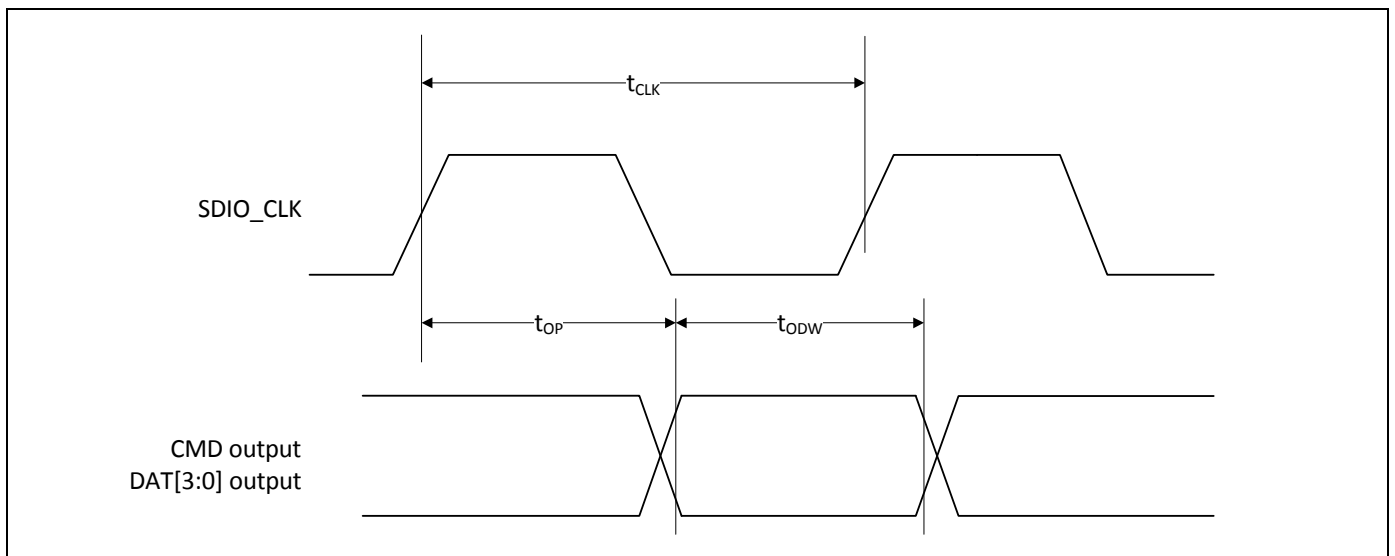 tCLK
SDIO_CLK
tOP
tODW
CMD output
DAT[3:0] output